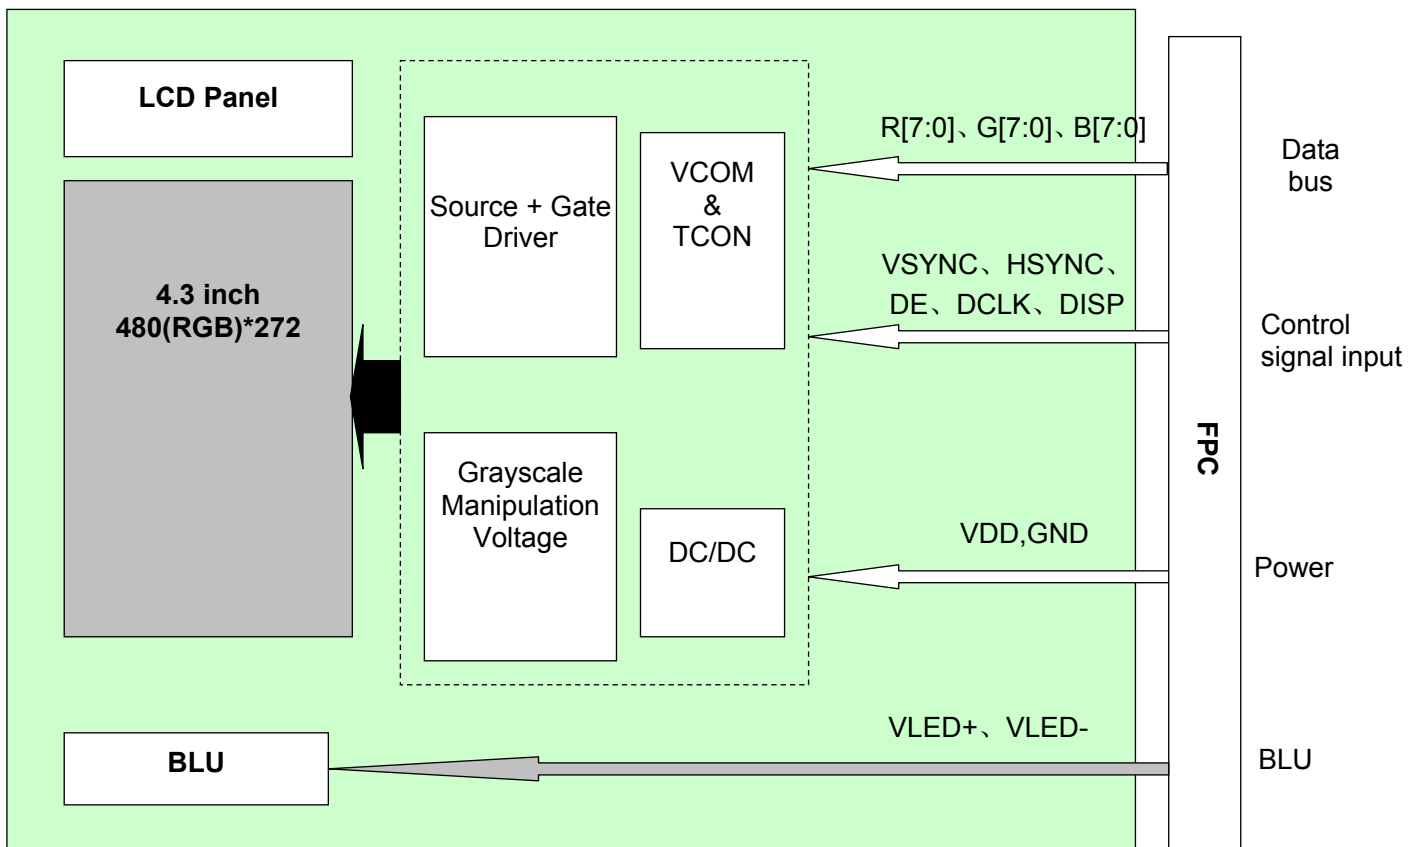 LCD Panel
4.3 inch
480(RGB)*272
Source + Gate
Driver
VCOM
&
TCON
Grayscale
Manipulation
Voltage
DC/DC
BLU
R[7:0]、G[7:0]、B[7:0]
VSYNC、HSYNC、
DE、DCLK、DISP
VDD,GND
VLED+、VLED-
FPC
Data
bus
Control
signal input
Power
BLU